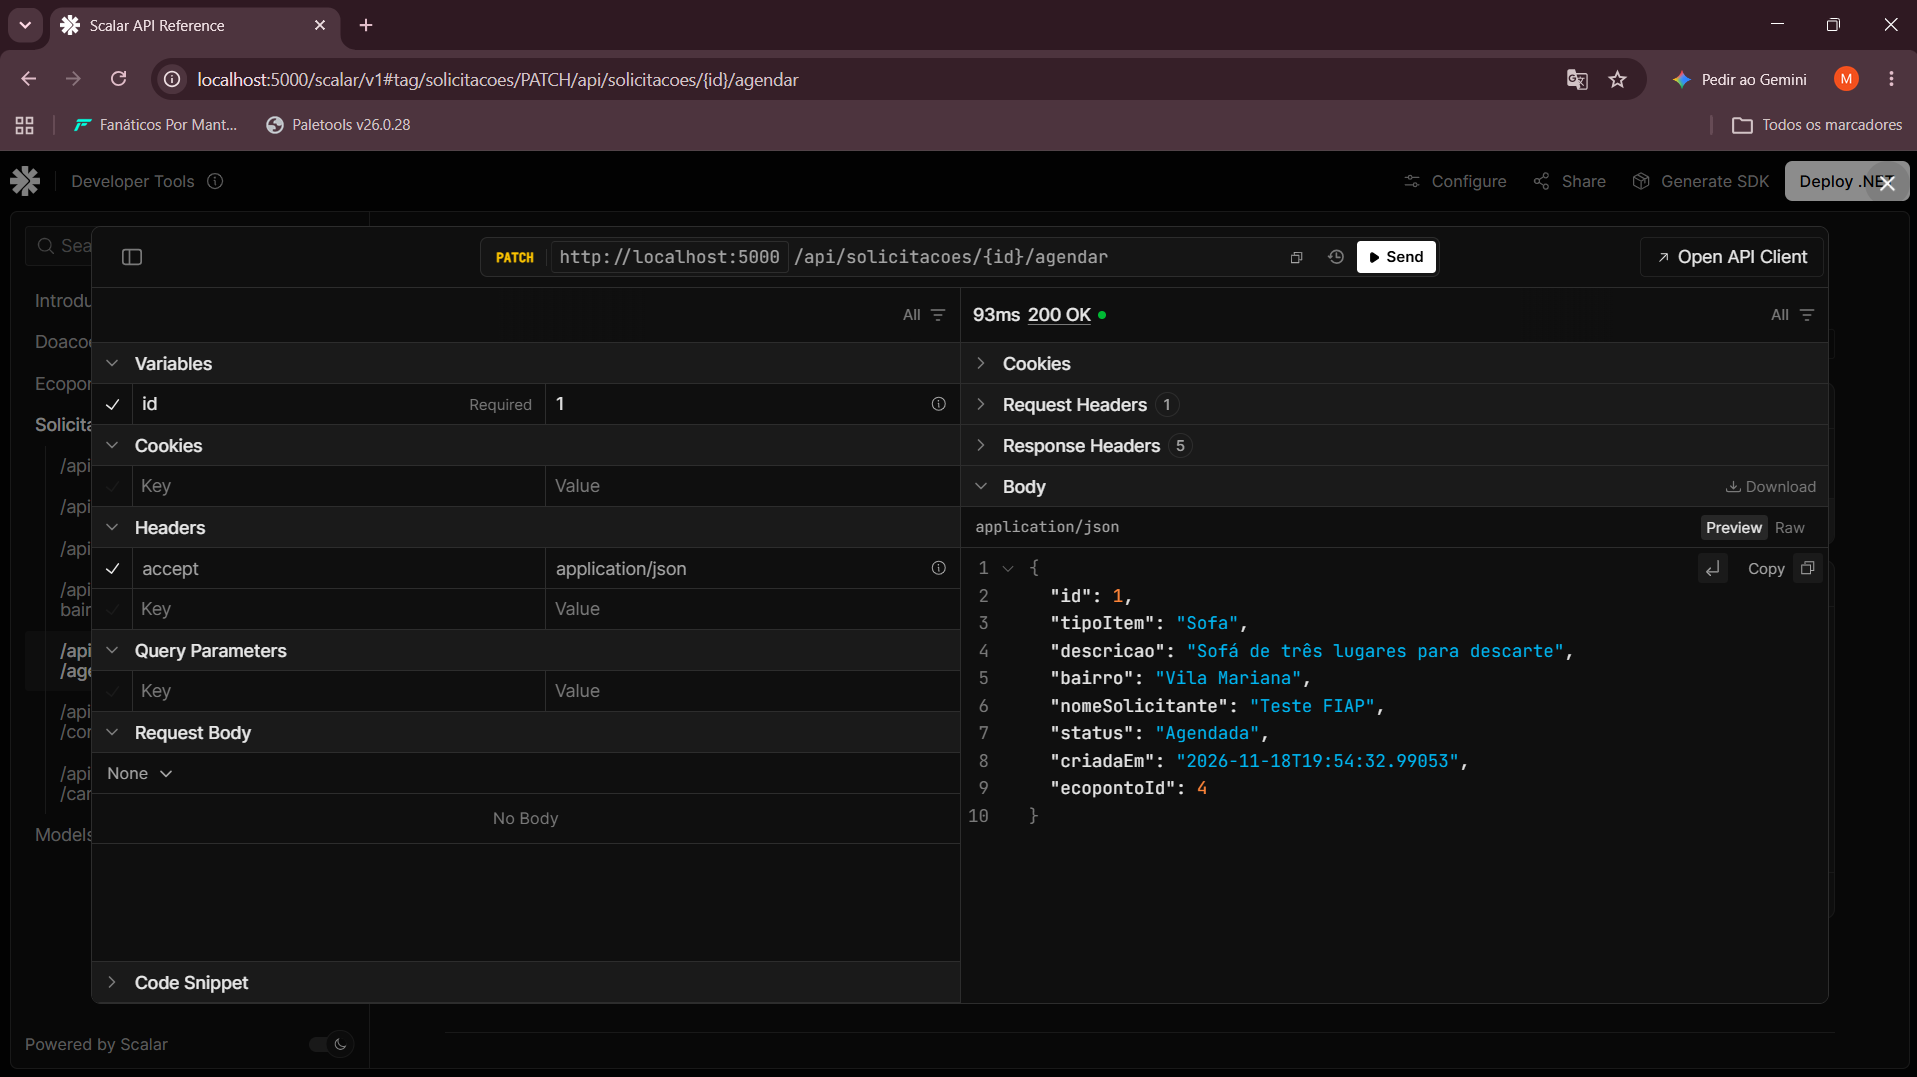 Scalar API Reference
localhost:5000/scalar/v1#tag/solicitacoes/PATCH/api/solicitacoes/{id}/agendar
Pedir ao Gemini
M
Fanáticos Por Mant...
Paletools v26.0.28
Todos os marcadores
Developer Tools
Configure
Share
Generate SDK
Deploy .NET
Sea
PATCH
http://localhost:5000
/api/solicitacoes/{id}/agendar
Send
Open API Client
Introdu
Doacoe
Ecopor
Solicita
/api
/api
/api
/api
bair
/api
/age
/api
/cor
/api
/car
Models
Powered by Scalar
All
Variables
id
Required
1
Cookies
Key
Value
Headers
accept
application/json
Key
Value
Query Parameters
Key
Value
Request Body
None
No Body
Code Snippet
93ms 200 OK
All
Cookies
Request Headers 1
Response Headers 5
Body
Download
application/json
Preview
Raw
Copy
1 {
2 "id": 1,
3 "tipoItem": "Sofa",
4 "descricao": "Sofá de três lugares para descarte",
5 "bairro": "Vila Mariana",
6 "nomeSolicitante": "Teste FIAP",
7 "status": "Agendada",
8 "criadaEm": "2026-11-18T19:54:32.99053",
9 "ecopontoId": 4
10 }